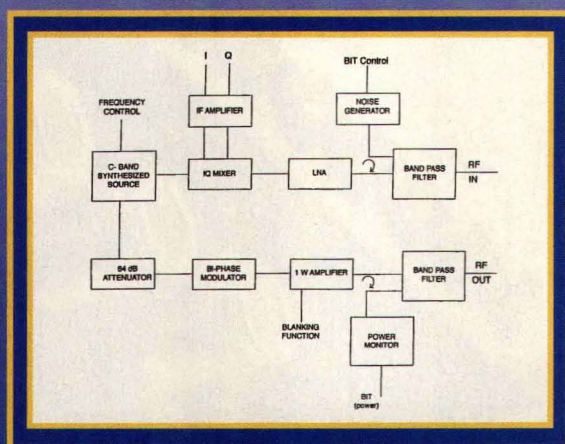 I Q
BIT Control
FREQUENCY
CONTROL
IF AMPLIFIER
NOISE
GENERATOR
C- BAND
SYNTHESIZED
SOURCE
IQ MIXER
LNA
BAND PASS
FILTER
RF
IN
64 dB
ATTENUATOR
BI-PHASE
MODULATOR
1 W AMPLIFIER
BAND PASS
FILTER
RF
OUT
BLANKING
FUNCTION
POWER
MONITOR
BIT
(power)